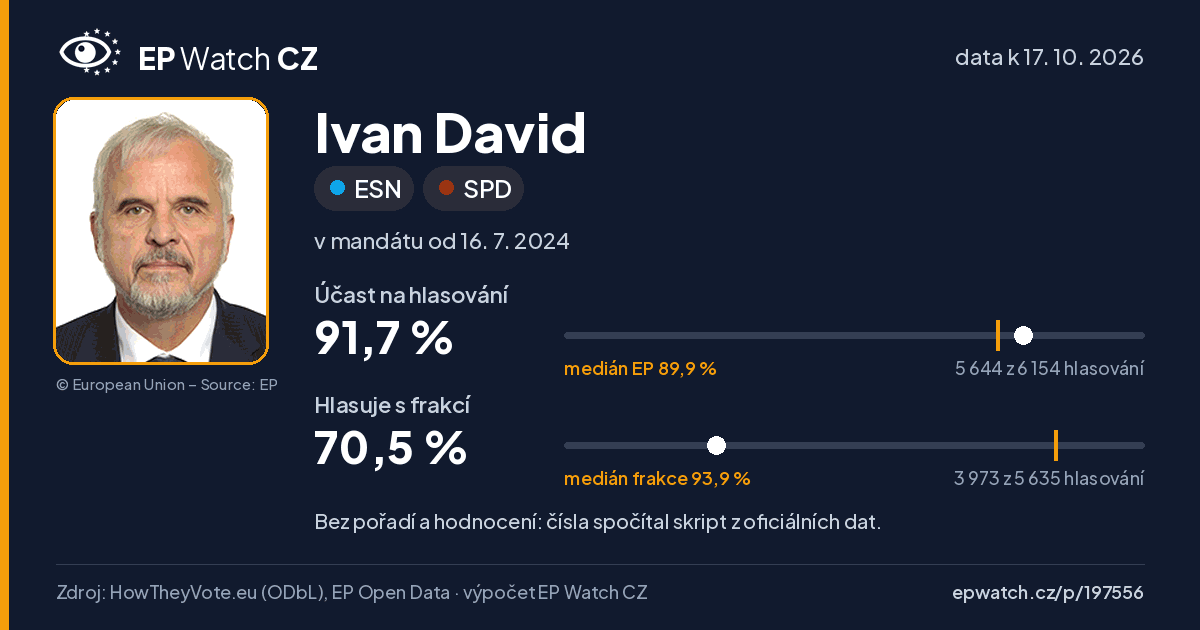 EP Watch CZ
data k 17. 10. 2026
Ivan David
ESN
SPD
v mandátu od 16. 7. 2024
Účast na hlasování
91,7 %
medián EP 89,9 %
5 644 z 6 154 hlasování
© European Union – Source: EP
Hlasuje s frakcí
70,5 %
medián frakce 93,9 %
3 973 z 5 635 hlasování
Bez pořadí a hodnocení: čísla spočítal skript z oficiálních dat.
Zdroj: HowTheyVote.eu (ODbL), EP Open Data · výpočet EP Watch CZ
epwatch.cz/p/197556